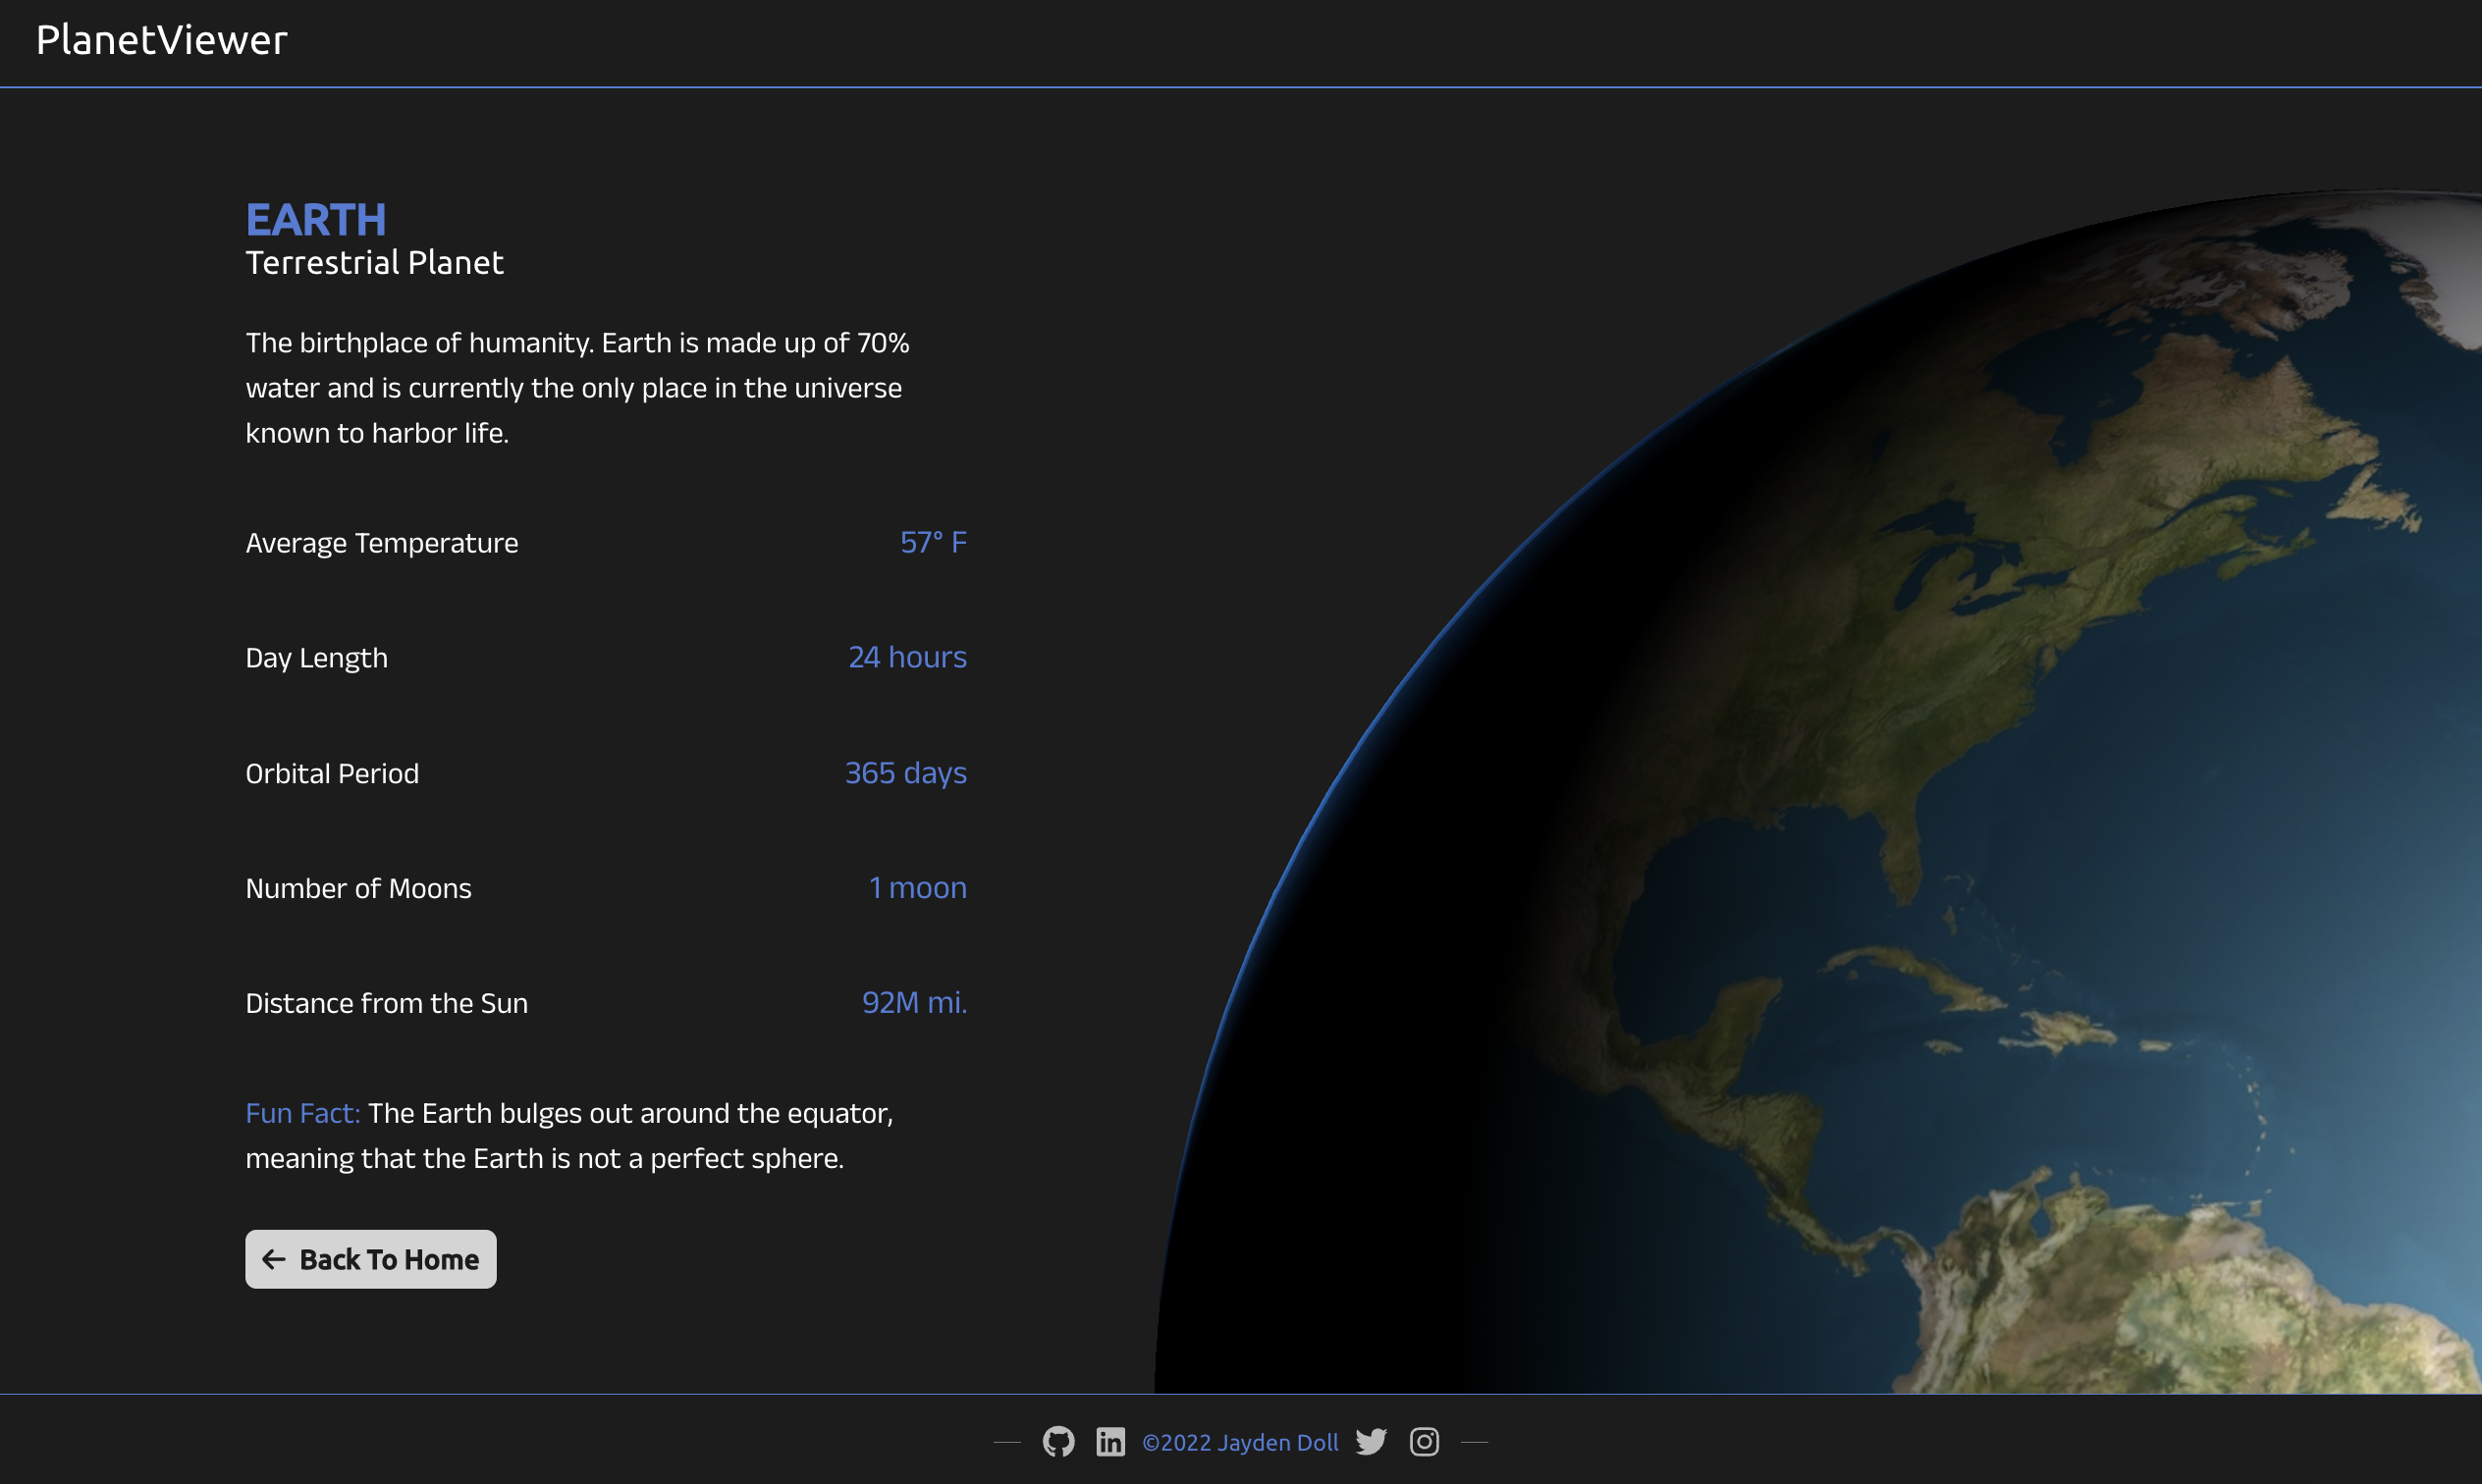 PlanetViewer
EARTH
Terrestrial Planet
The birthplace of humanity. Earth is made up of 70%
water and is currently the only place in the universe
known to harbor life.
Average Temperature 57° F
Day Length 24 hours
Orbital Period 365 days
Number of Moons 1 moon
Distance from the Sun 92M mi.
Fun Fact: The Earth bulges out around the equator,
meaning that the Earth is not a perfect sphere.
Back To Home
©2022 Jayden Doll